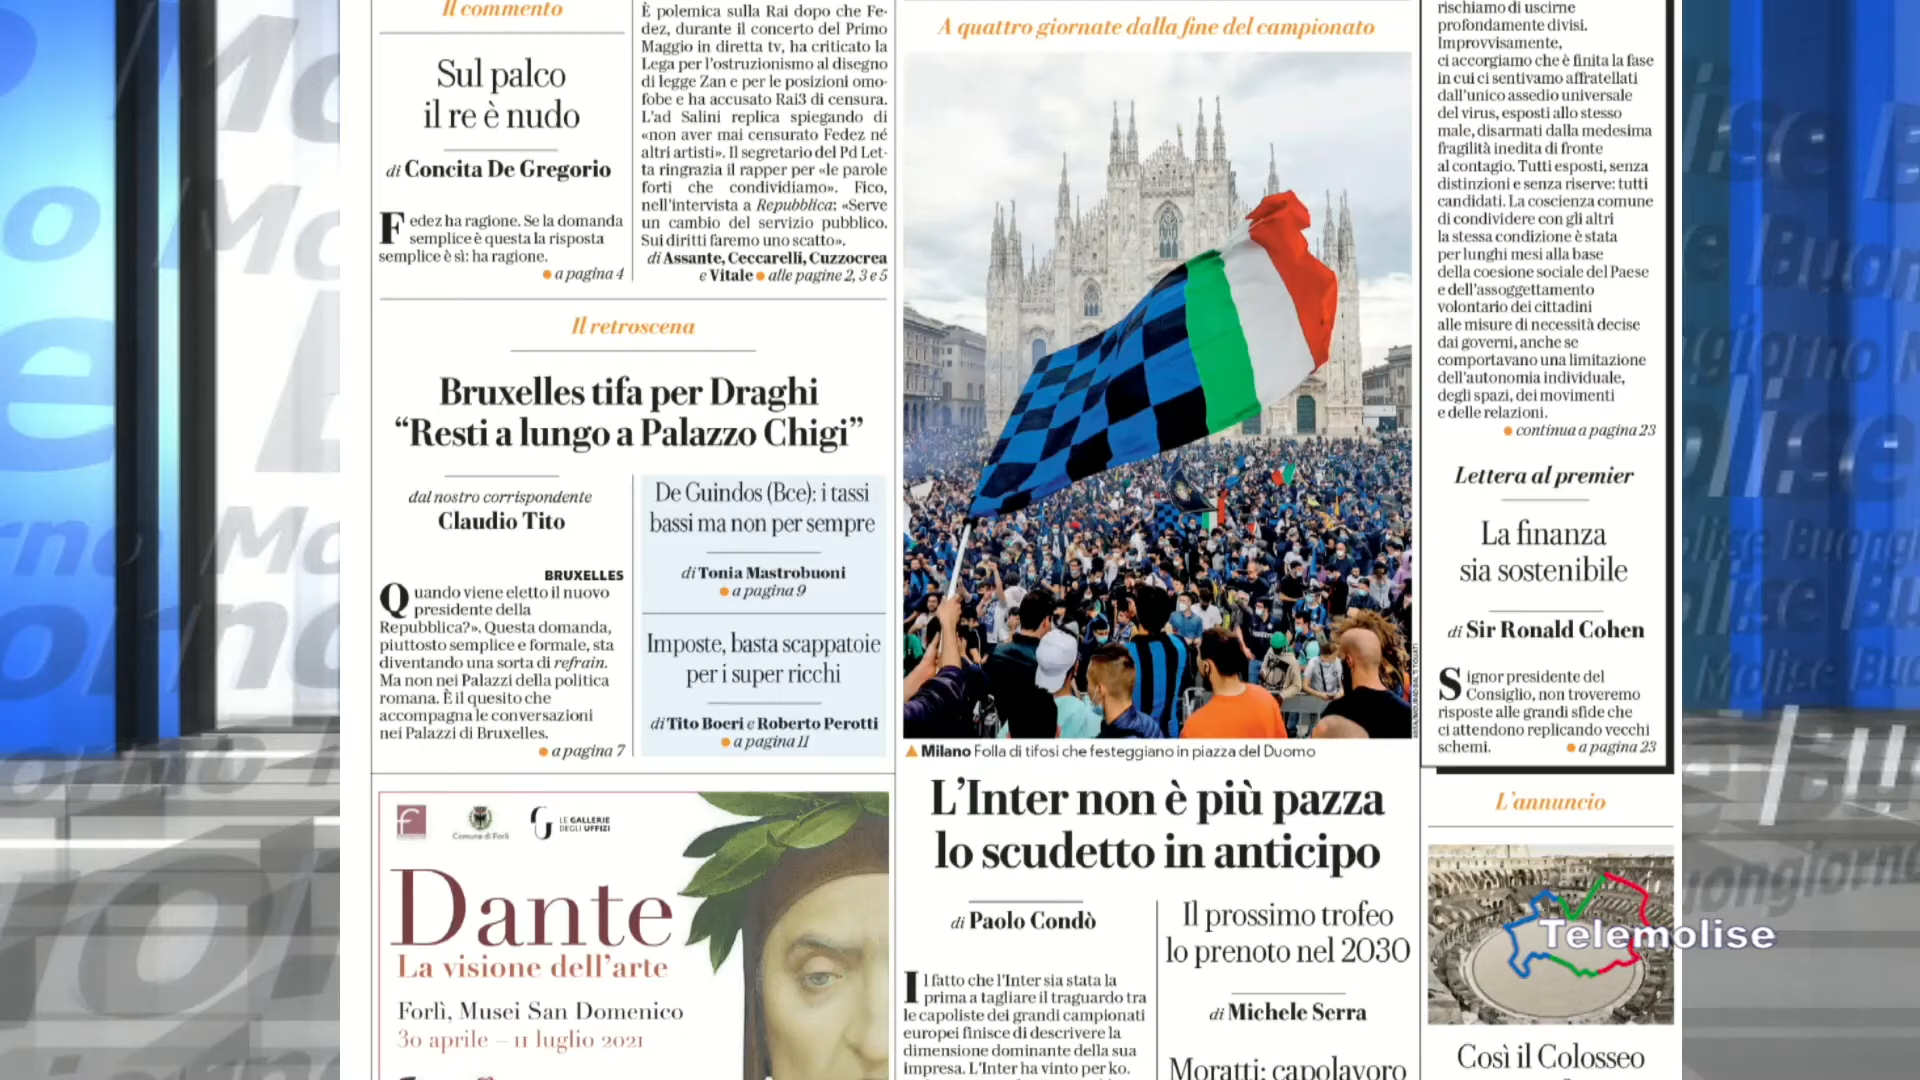 Il commento
Sul palco
il re è nudo
di Concita De Gregorio
Fedez ha ragione. Se la domanda
semplice è questa la risposta
semplice è sì: ha ragione.
a pagina 4
È polemica sulla Rai dopo che Fe-
dez, durante il concerto del Primo
Maggio in diretta tv, ha criticato la
Lega per l'ostruzionismo al disegno
di legge Zan e per le posizioni omo-
fobe e ha accusato Rai3 di censura.
L'ad Salini replica spiegando di
«non aver mai censurato Fedez né
altri artisti». Il segretario del Pd Let-
ta ringrazia il rapper per «le parole
forti che condividiamo». Fico,
nell'intervista a Repubblica: «Serve
un cambio del servizio pubblico.
Sui diritti faremo uno scatto».
di Assante, Ceccarelli, Cuzzocrea
e Vitale alle pagine 2, 3 e 5
Il retroscena
Bruxelles tifa per Draghi
“Resti a lungo a Palazzo Chigi”
dal nostro corrispondente
Claudio Tito
BRUXELLES
Quando viene eletto il nuovo
presidente della
Repubblica?». Questa domanda,
piuttosto semplice e formale, sta
diventando una sorta di refrain.
Ma non nei Palazzi della politica
romana. È il quesito che
accompagna le conversazioni
nei Palazzi di Bruxelles.
a pagina 7
De Guindos (Bce): i tassi
bassi ma non per sempre
di Tonia Mastrobuoni
a pagina 9
Imposte, basta scappatoie
per i super ricchi
di Tito Boeri e Roberto Perotti
a pagina 11
Comune di Forlì
LE GALLERIE
DEGLI UFFIZI
Dante
La visione dell'arte
Forlì, Musei San Domenico
30 aprile – 11 luglio 2021
A quattro giornate dalla fine del campionato
Milano Folla di tifosi che festeggiano in piazza del Duomo
L'Inter non è più pazza
lo scudetto in anticipo
di Paolo Condò
Il fatto che l'Inter sia stata la
prima a tagliare il traguardo tra
le capoliste dei grandi campionati
europei finisce di descrivere la
dimensione dominante della sua
impresa. L'Inter ha vinto per ko.
Il prossimo trofeo
lo prenoto nel 2030
di Michele Serra
Moratti: capolavoro
rischiamo di uscirne
profondamente divisi.
Improvvisamente,
ci accorgiamo che è finita la fase
in cui ci sentivamo affratellati
dall'unico assedio universale
del virus, esposti allo stesso
male, disarmati dalla medesima
fragilità inedita di fronte
al contagio. Tutti esposti, senza
distinzioni e senza riserve: tutti
candidati. La coscienza comune
di condividere con gli altri
la stessa condizione è stata
per lunghi mesi alla base
della coesione sociale del Paese
e dell'assoggettamento
volontario dei cittadini
alle misure di necessità decise
dai governi, anche se
comportavano una limitazione
dell'autonomia individuale,
degli spazi, dei movimenti
e delle relazioni.
continua a pagina 23
Lettera al premier
La finanza
sia sostenibile
di Sir Ronald Cohen
Signor presidente del
Consiglio, non troveremo
risposte alle grandi sfide che
ci attendono replicando vecchi
schemi.
a pagina 23
L'annuncio
Telemolise
Così il Colosseo